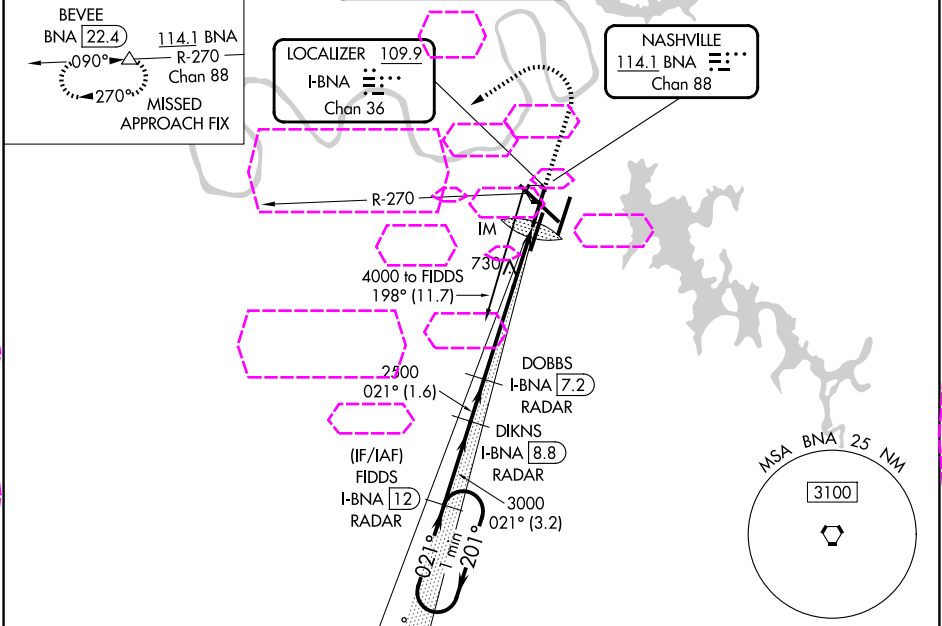 BEVEE
BNA 22.4
090°
270°
114.1 BNA
R-270
Chan 88
MISSED
APPROACH FIX
LOCALIZER 109.9
I-BNA
Chan 36
NASHVILLE
114.1 BNA
Chan 88
R-270
IM
730
4000 to FIDDS
198° (11.7)
2500
021° (1.6)
DOBBS
I-BNA 7.2
RADAR
DIKNS
I-BNA 8.8
RADAR
(IF/IAF)
FIDDS
I-BNA 12
RADAR
3000
021° (3.2)
021°
1 min
201°
MSA BNA 25 NM
3100